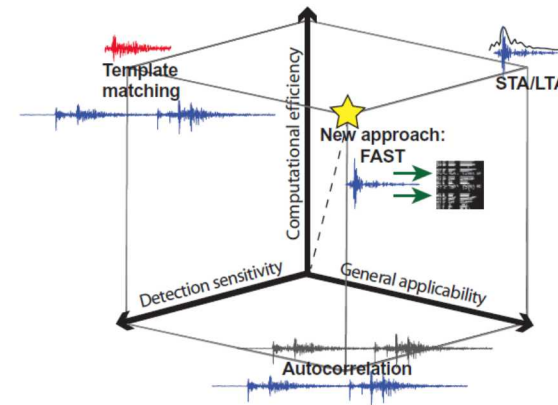 Template
matching
STA/LTA
Computational efficiency
New approach:
FAST
Detection sensitivity
General applicability
Autocorrelation